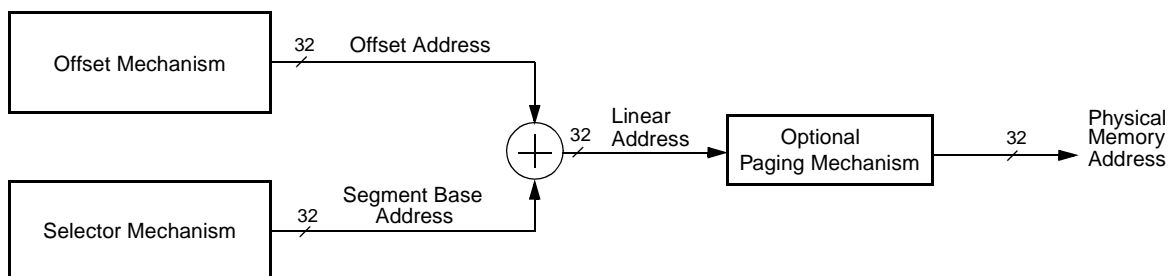 Offset Mechanism
32
Offset Address
Selector Mechanism
32
Segment Base
Address
32
Linear
Address
Optional
Paging Mechanism
32
Physical
Memory
Address